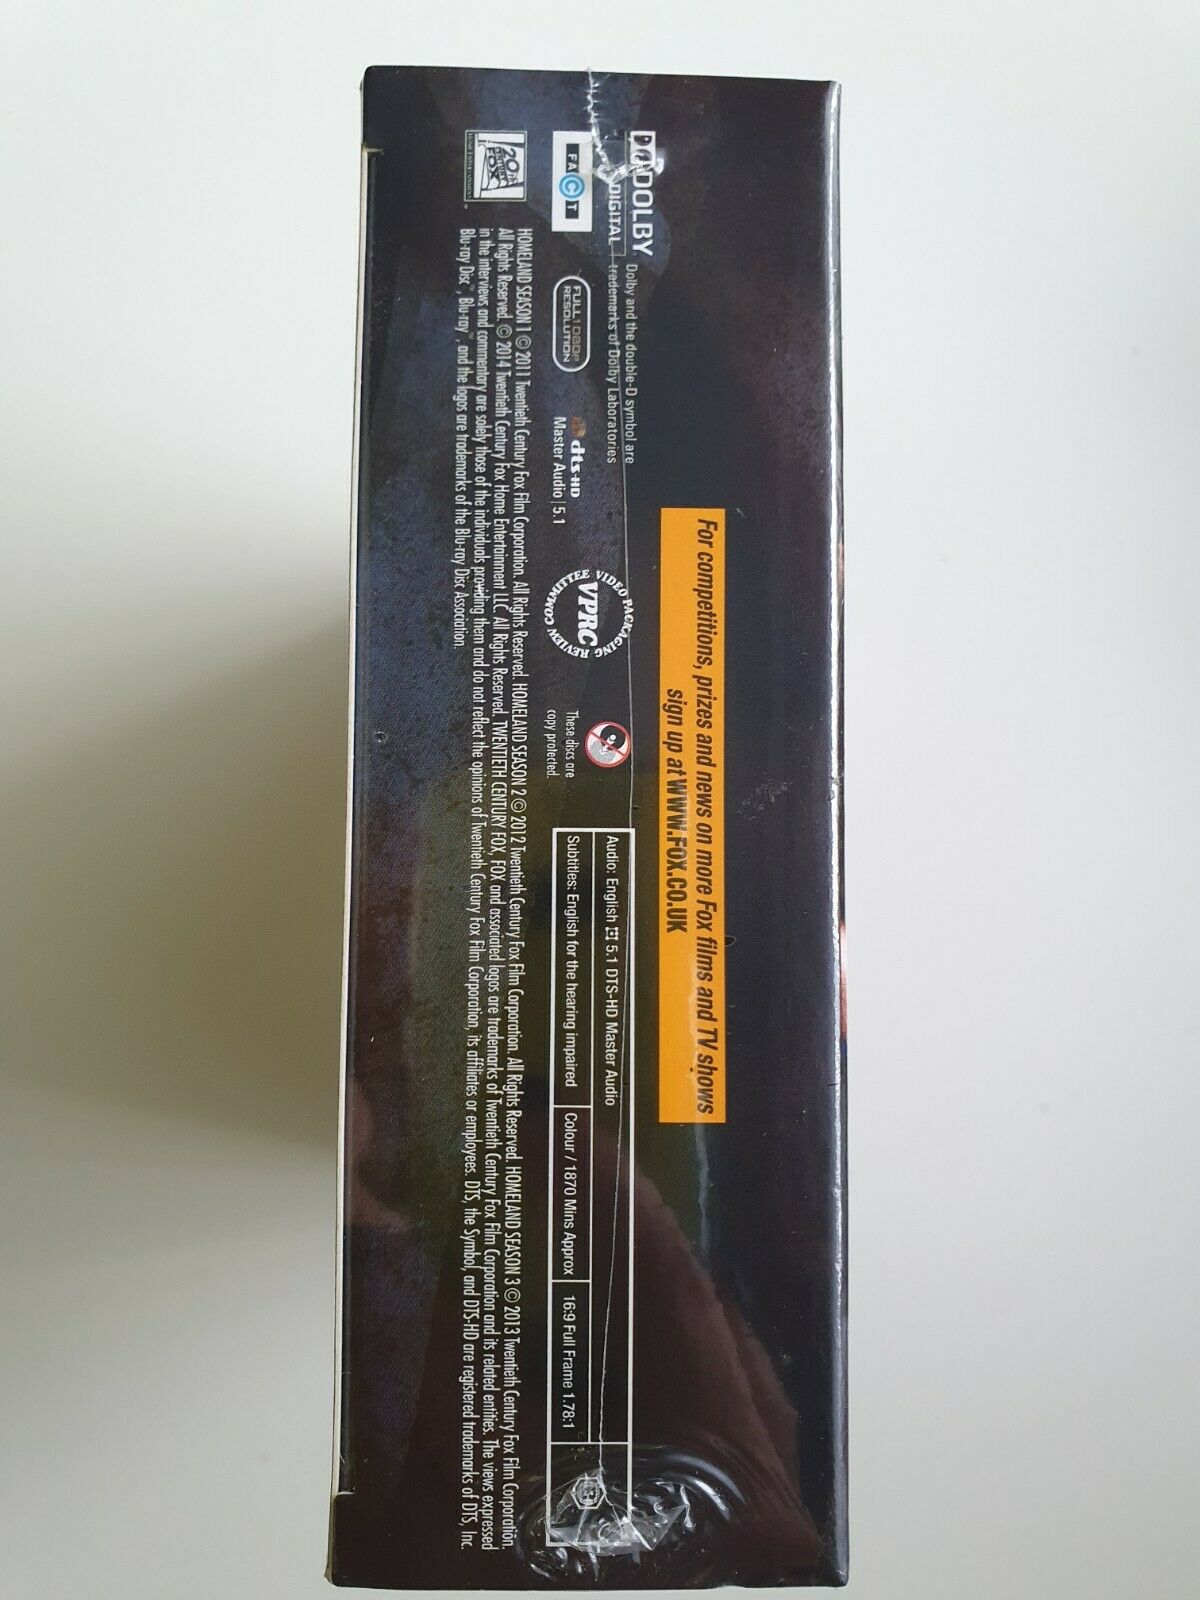 For competitions, prizes and news on more Fox films and TV shows
sign up at WWW.FOX.CO.UK
DOLBY
DIGITAL
Dolby and the double-D symbol are
trademarks of Dolby Laboratories
FACT
FULL 1080P
RESOLUTION
dts-HD
Master Audio | 5.1
VIDEO PACKAGING REVIEW COMMITTEE
VPRC
These discs are
copy protected.
Audio: English 5.1 DTS-HD Master Audio
Subtitles: English for the hearing impaired
Colour / 1870 Mins Approx
16:9 Full Frame 1.78:1
20th
CENTURY
FOX
HOME ENTERTAINMENT
HOMELAND SEASON 1 © 2011 Twentieth Century Fox Film Corporation. All Rights Reserved. HOMELAND SEASON 2 © 2012 Twentieth Century Fox Film Corporation. All Rights Reserved. HOMELAND SEASON 3 © 2013 Twentieth Century Fox Film Corporation.
All Rights Reserved. © 2014 Twentieth Century Fox Home Entertainment LLC. All Rights Reserved. TWENTIETH CENTURY FOX, FOX and associated logos are trademarks of Twentieth Century Fox Film Corporation and its related entities. The views expressed
in the interviews and commentary are solely those of the individuals providing them and do not reflect the opinions of Twentieth Century Fox Film Corporation, its affiliates or employees. DTS, the Symbol, and DTS-HD are registered trademarks of DTS, Inc.
Blu-ray Disc™, Blu-ray™, and the logos are trademarks of the Blu-ray Disc Association.